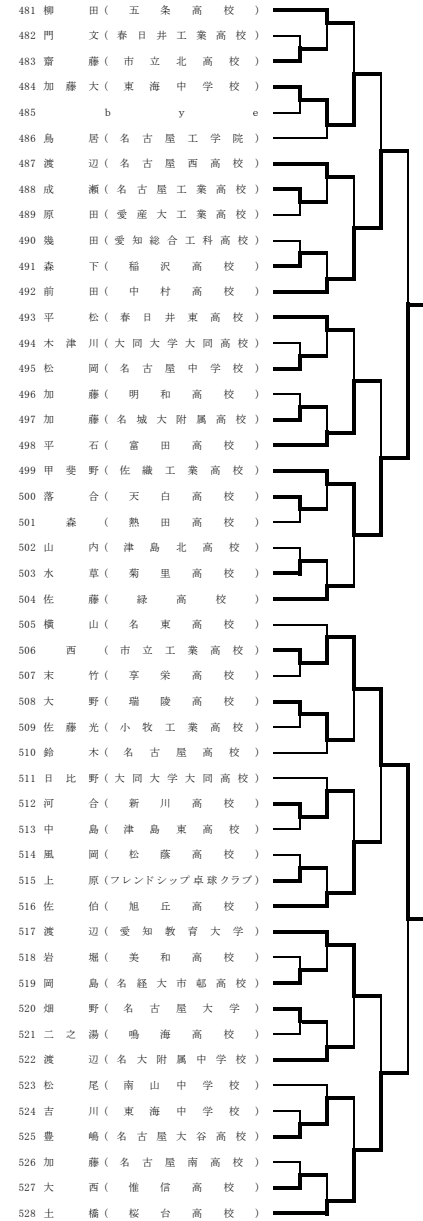 481 柳田(五条高校)
482 門文(春日井工業高校)
483 齋藤(市立北高校)
484 加藤大(東海中学校)
485 bye
486 鳥居(名古屋工学院)
487 渡辺(名古屋西高校)
488 成瀬(名古屋工業高校)
489 原田(愛産大工業高校)
490 幾田(愛知総合工科高校)
491 森下(稲沢高校)
492 前田(中村高校)
493 平松(春日井東高校)
494 木津川(大同大学大同高校)
495 松岡(名古屋中学校)
496 加藤(明和高校)
497 加藤(名城大附属高校)
498 平石(富田高校)
499 甲斐野(佐織工業高校)
500 落合(天白高校)
501 森(熱田高校)
502 山内(津島北高校)
503 水草(菊里高校)
504 佐藤(緑高校)
505 横山(名東高校)
506 西(市立工業高校)
507 末竹(享栄高校)
508 大野(瑞陵高校)
509 佐藤光(小牧工業高校)
510 鈴木(名古屋高校)
511 日比野(大同大学大同高校)
512 河合(新川高校)
513 中島(津島東高校)
514 風岡(松蔭高校)
515 上原(フレンドシップ卓球クラブ)
516 佐伯(旭丘高校)
517 渡辺(愛知教育大学)
518 岩堀(美和高校)
519 岡島(名経大市邨高校)
520 畑野(名古屋大学)
521 二之湯(鳴海高校)
522 渡辺(名大附属中学校)
523 松尾(南山中学校)
524 吉川(東海中学校)
525 豊嶋(名古屋大谷高校)
526 加藤(名古屋南高校)
527 大西(惟信高校)
528 土橋(桜台高校)